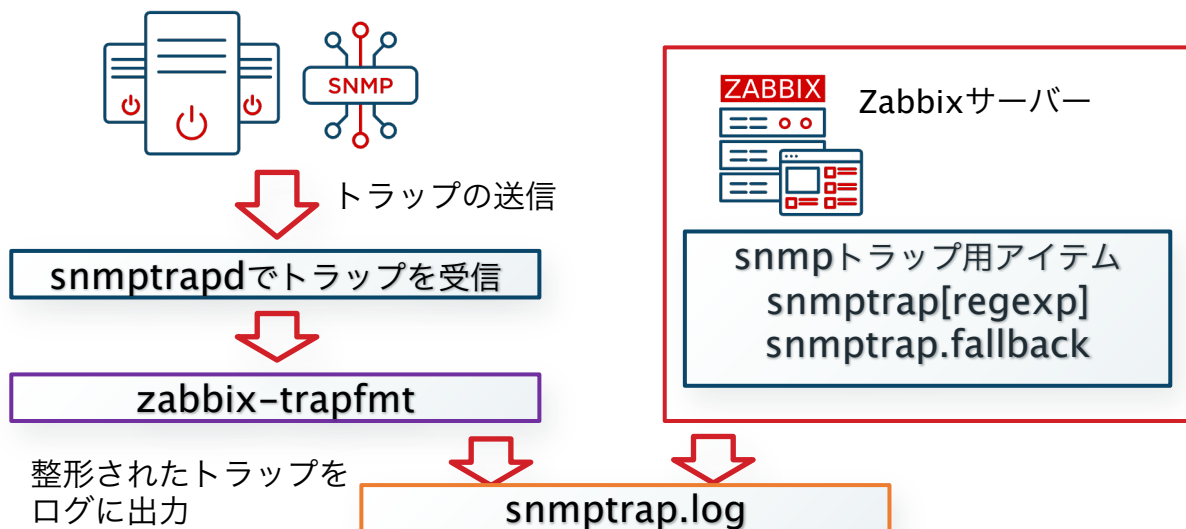 SNMP
トラップの送信
snmptrapdでトラップを受信
zabbix-trapfmt
整形されたトラップを
ログに出力
ZABBIX
Zabbixサーバー
snmpトラップ用アイテム
snmptrap[regexp]
snmptrap.fallback
snmptrap.log